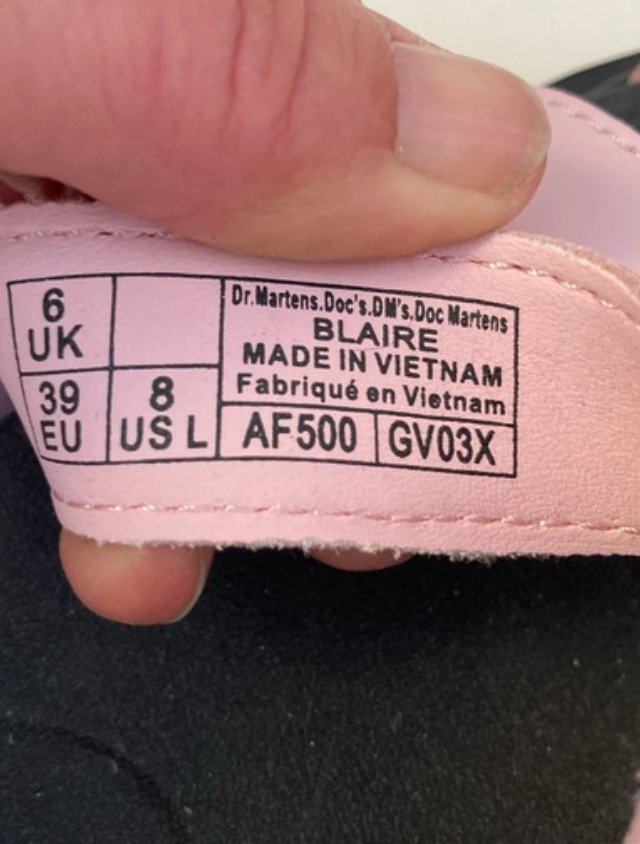 6
UK
39
EU
8
US L
Dr.Martens.Doc's.DM's.Doc Martens
BLAIRE
MADE IN VIETNAM
Fabriqué en Vietnam
AF500 GV03X